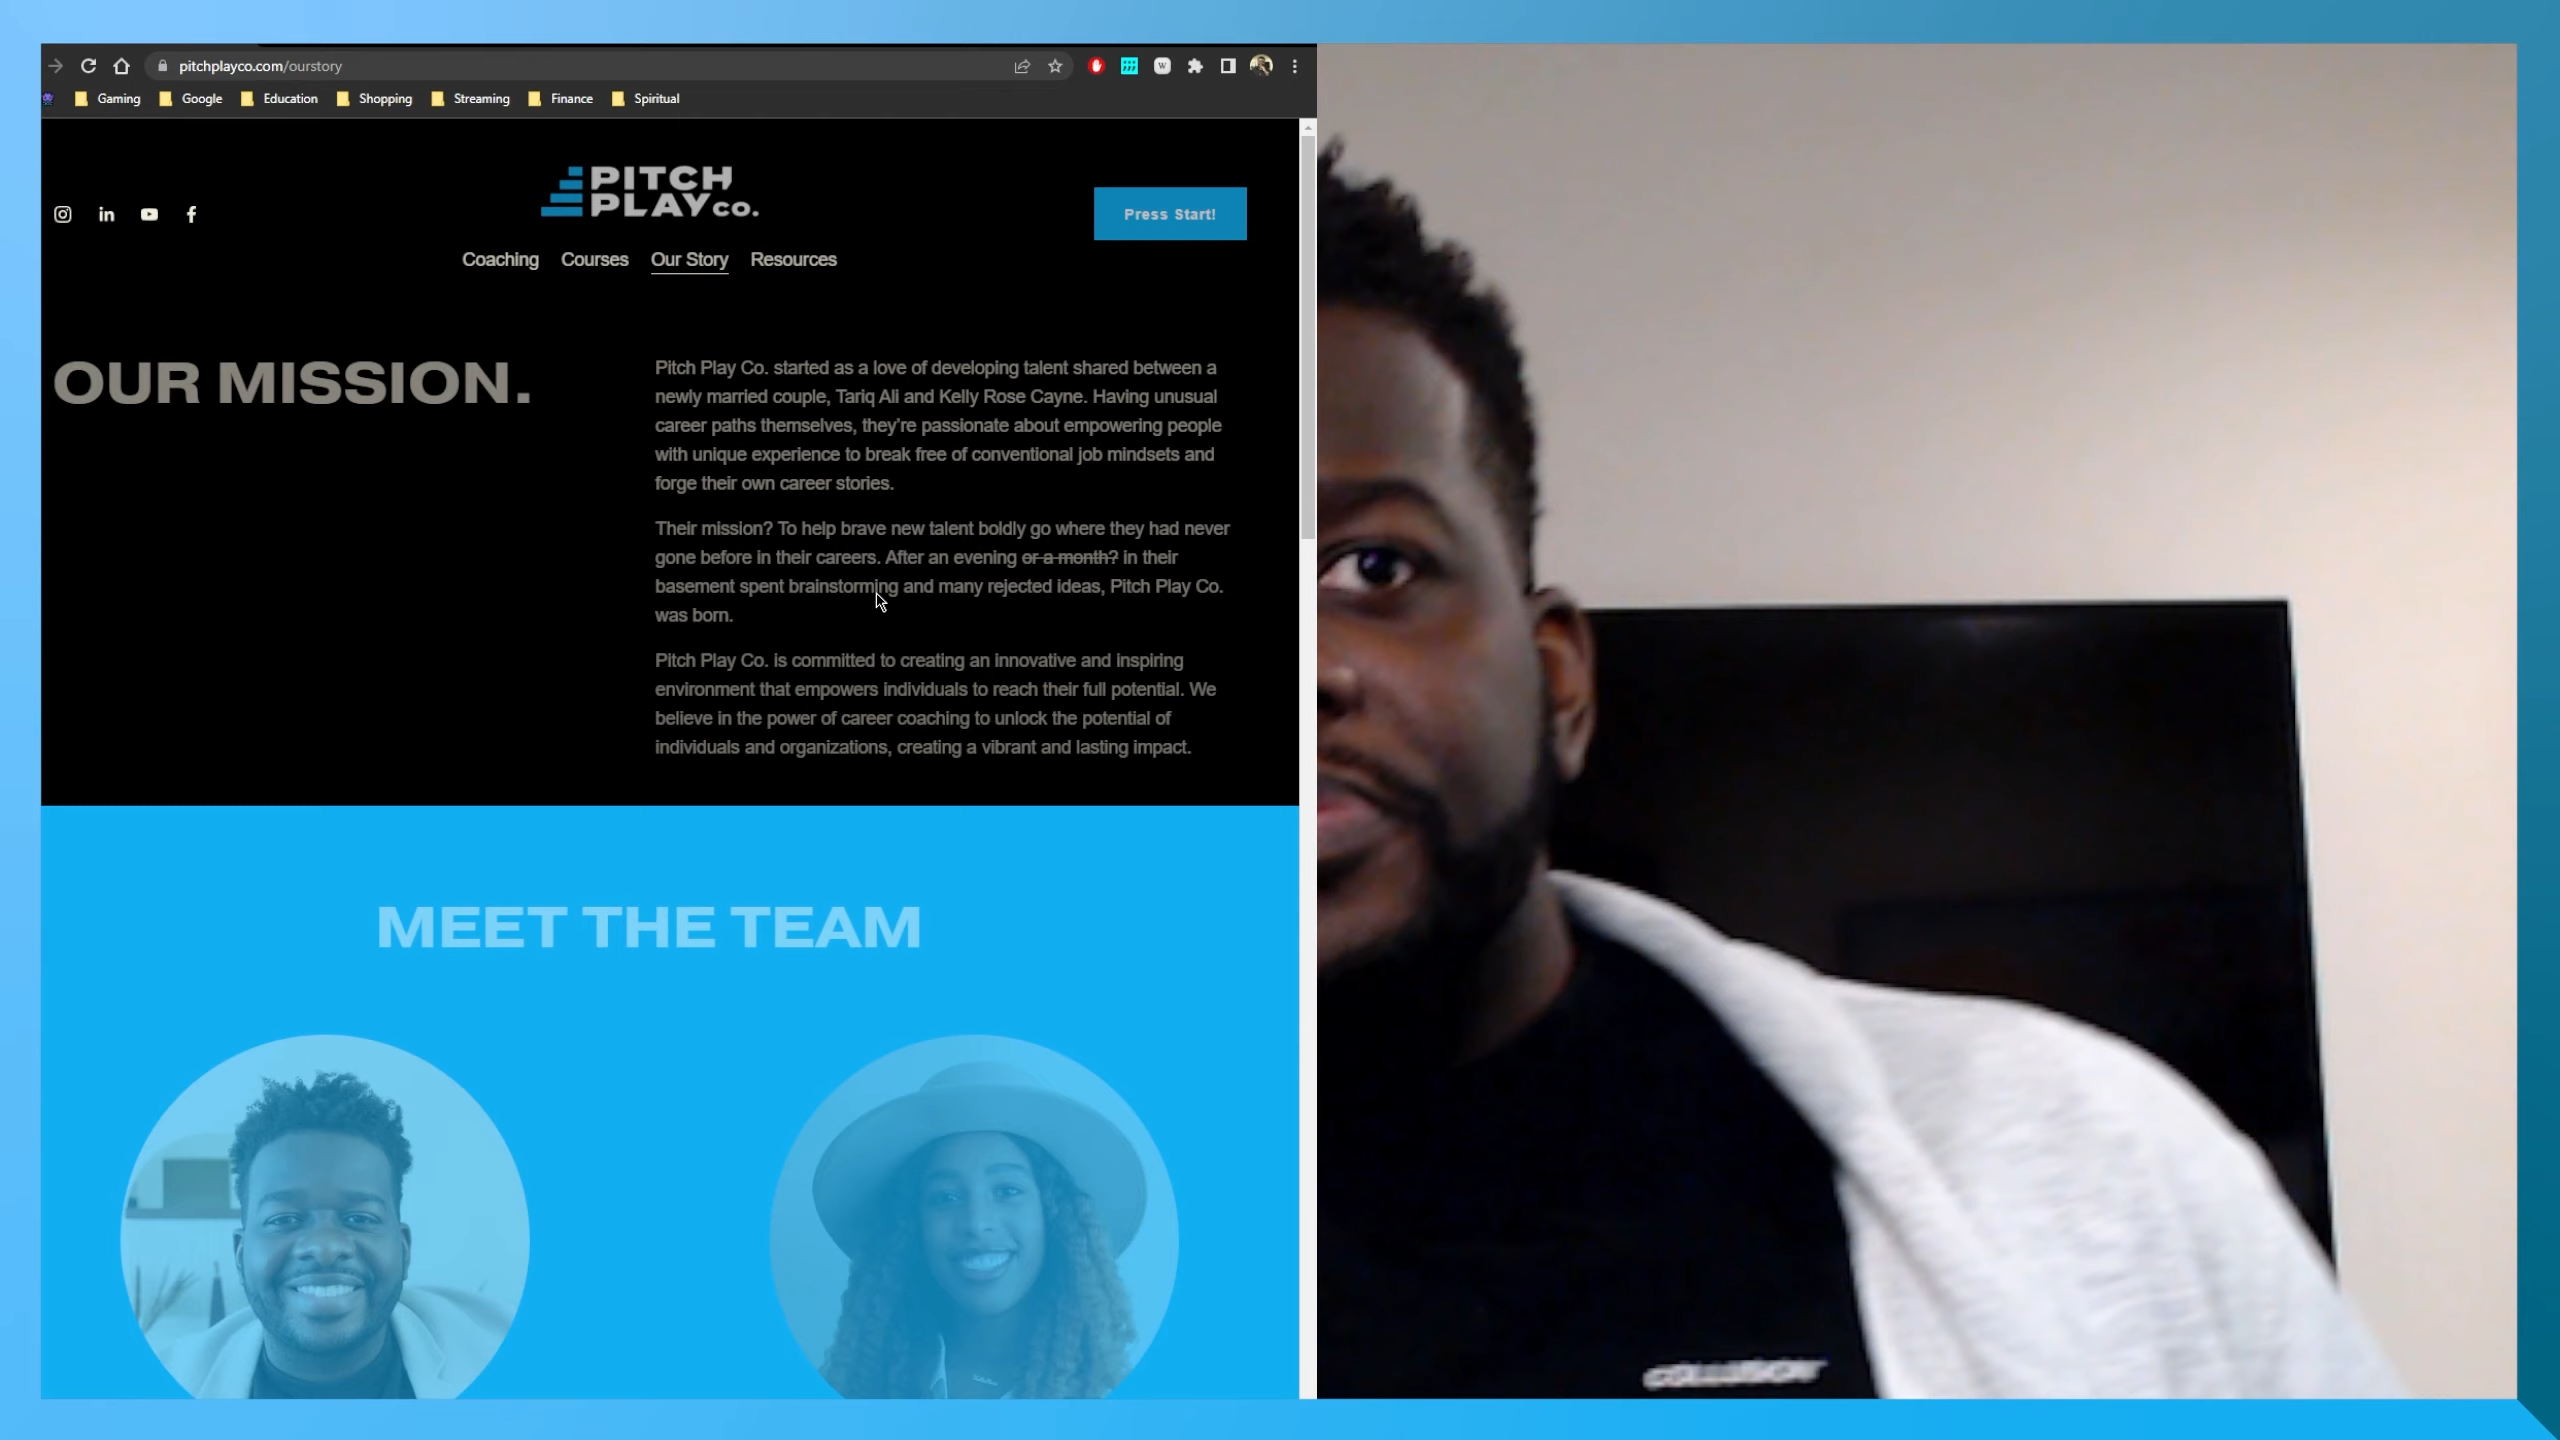 pitchplayco.com/ourstory
Gaming Google Education Shopping Streaming Finance Spiritual
PITCH
PLAY CO.
Press Start!
Coaching Courses Our Story Resources
OUR MISSION.
Pitch Play Co. started as a love of developing talent shared between a
newly married couple, Tariq Ali and Kelly Rose Cayne. Having unusual
career paths themselves, they're passionate about empowering people
with unique experience to break free of conventional job mindsets and
forge their own career stories.
Their mission? To help brave new talent boldly go where they had never
gone before in their careers. After an evening or a month? in their
basement spent brainstorming and many rejected ideas, Pitch Play Co.
was born.
Pitch Play Co. is committed to creating an innovative and inspiring
environment that empowers individuals to reach their full potential. We
believe in the power of career coaching to unlock the potential of
individuals and organizations, creating a vibrant and lasting impact.
MEET THE TEAM